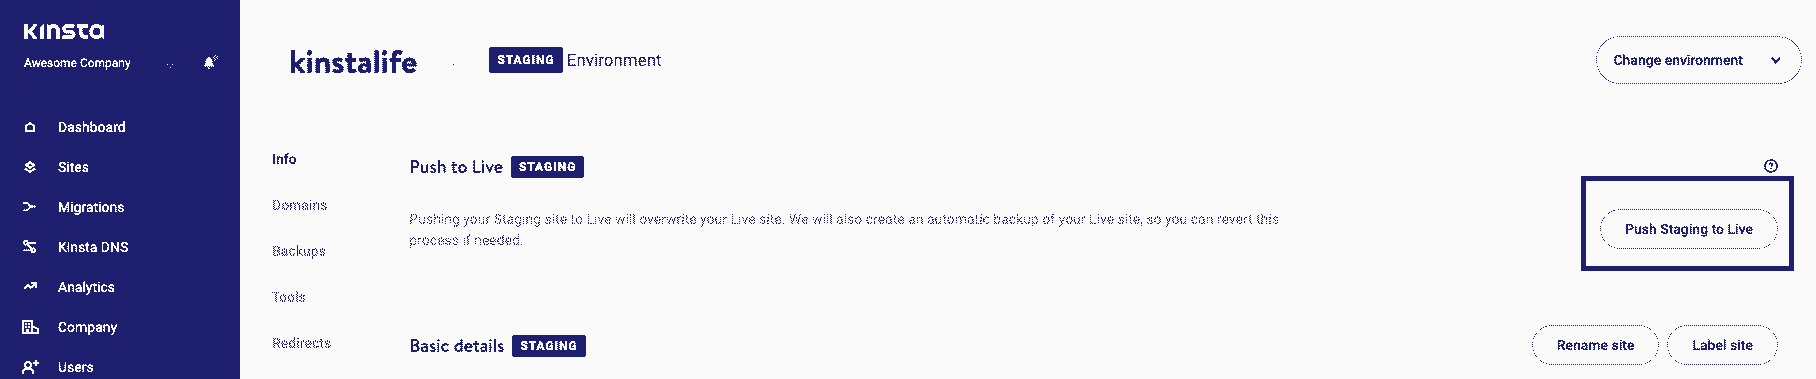 KINSTA
Awesome Company
Dashboard
Sites
Migrations
Kinsta DNS
Analytics
Company
Users
kinstalife
STAGING Environment
Change environment
Info
Domains
Backups
Tools
Redirects
Push to Live STAGING
Pushing your Staging site to Live will overwrite your Live site. We will also create an automatic backup of your Live site, so you can revert this
process if needed.
Push Staging to Live
Basic details STAGING
Rename site
Label site